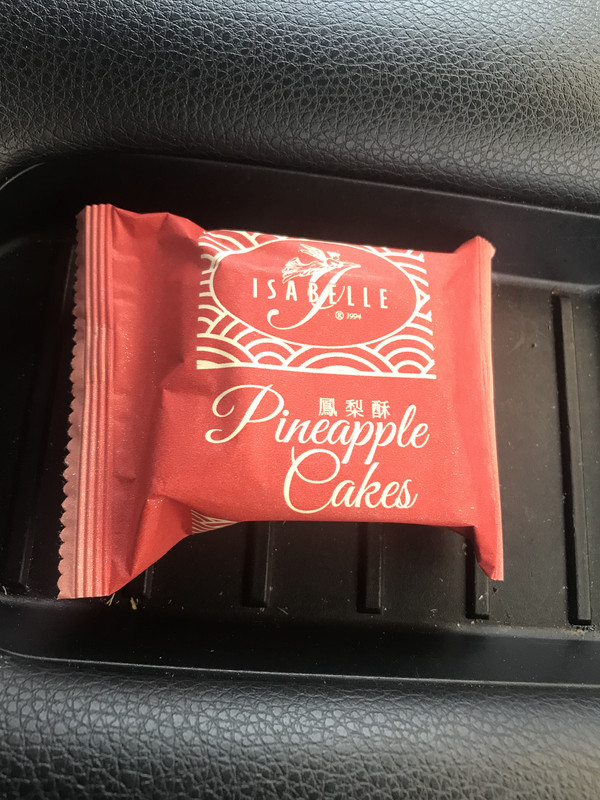 ISABELLE
® 1994
鳳梨酥
Pineapple
Cakes